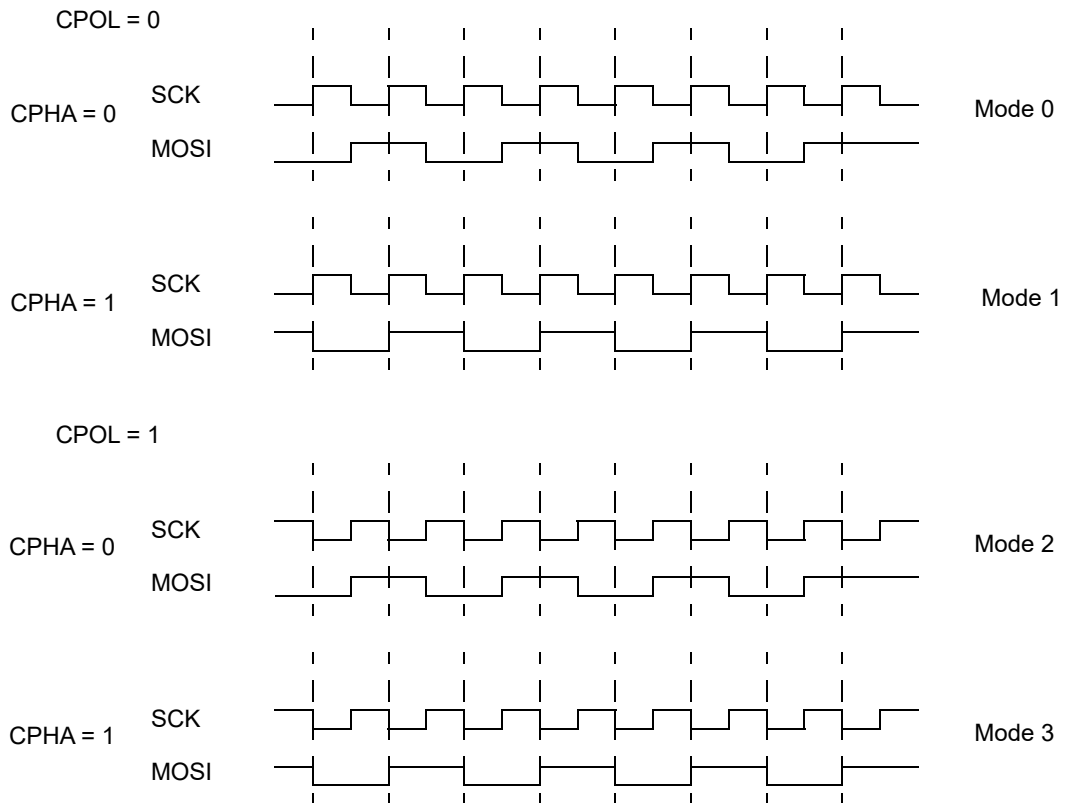 CPOL = 0
SCK
CPHA = 0
Mode 0
MOSI
SCK
CPHA = 1
Mode 1
MOSI
CPOL = 1
SCK
CPHA = 0
Mode 2
MOSI
SCK
CPHA = 1
Mode 3
MOSI